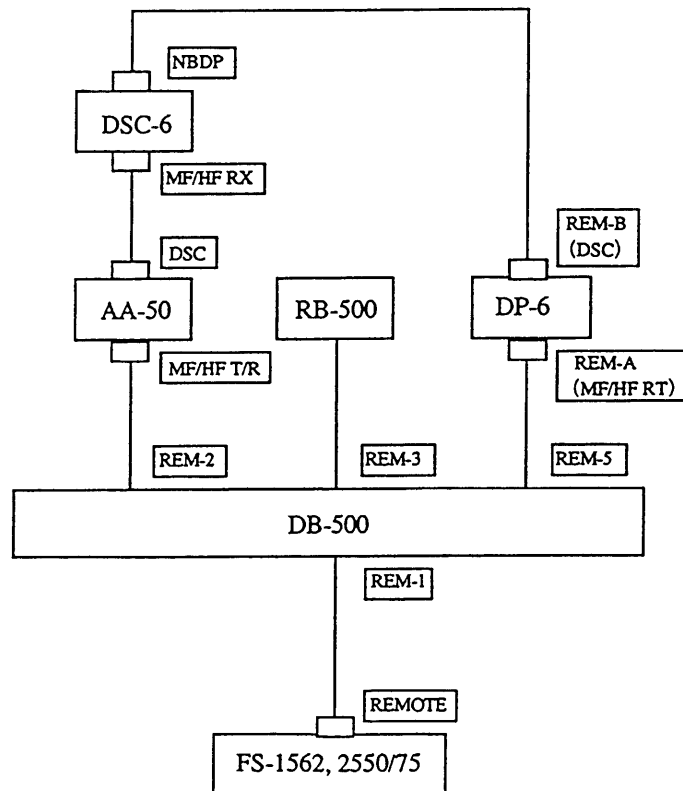 NBDP
DSC-6
MF/HF RX
DSC
REM-B
(DSC)
AA-50
RB-500
DP-6
MF/HF T/R
REM-A
(MF/HF RT)
REM-2
REM-3
REM-5
DB-500
REM-1
REMOTE
FS-1562, 2550/75